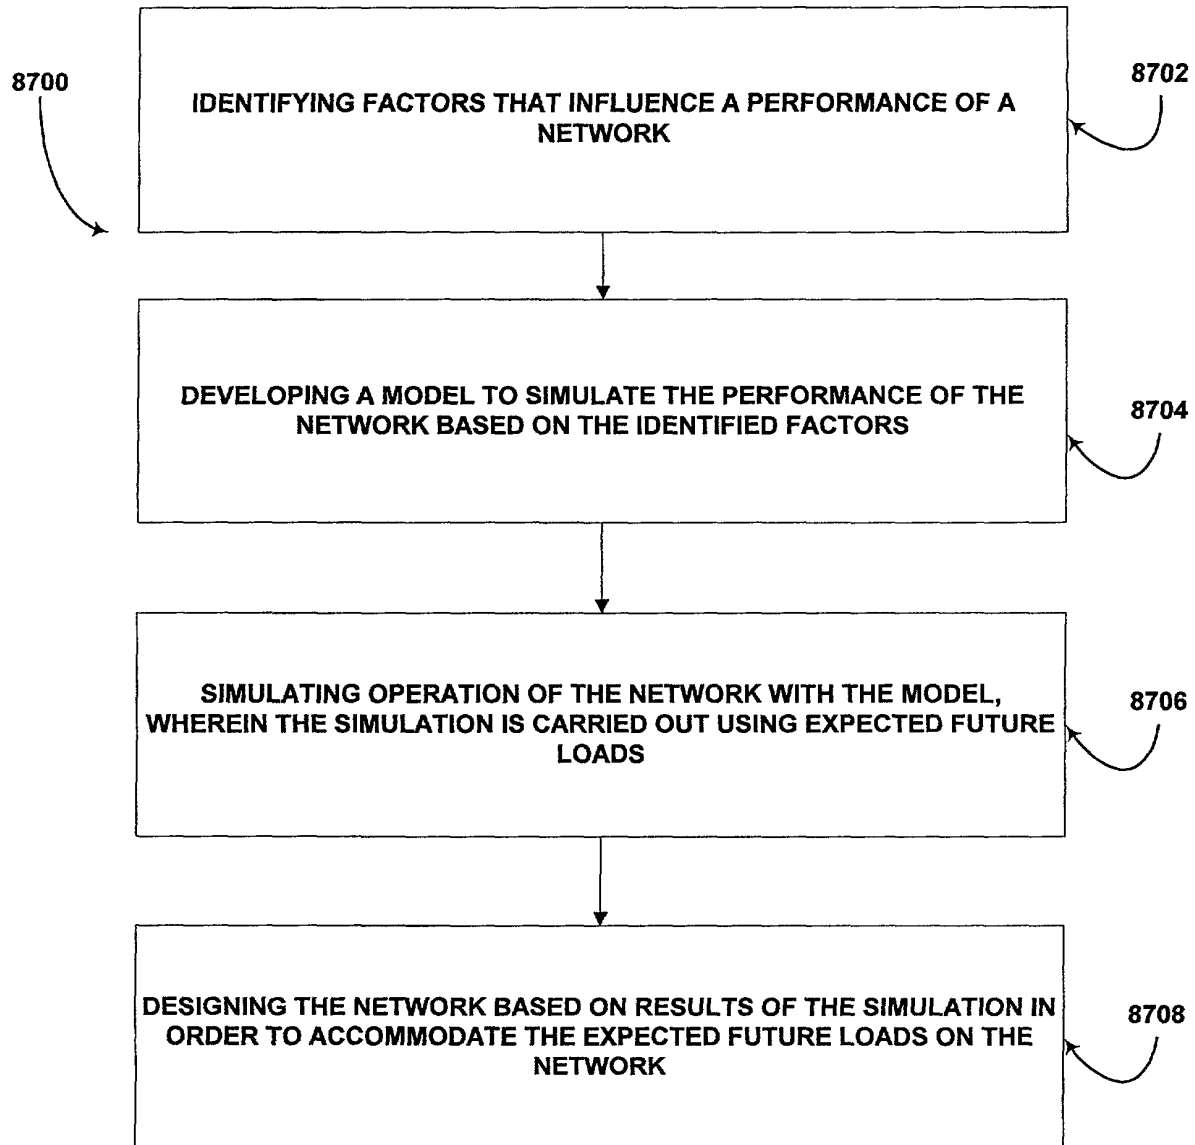 8700
8702
IDENTIFYING FACTORS THAT INFLUENCE A PERFORMANCE OF A
NETWORK
DEVELOPING A MODEL TO SIMULATE THE PERFORMANCE OF THE
NETWORK BASED ON THE IDENTIFIED FACTORS
8704
SIMULATING OPERATION OF THE NETWORK WITH THE MODEL,
WHEREIN THE SIMULATION IS CARRIED OUT USING EXPECTED FUTURE
LOADS
8706
DESIGNING THE NETWORK BASED ON RESULTS OF THE SIMULATION IN
ORDER TO ACCOMMODATE THE EXPECTED FUTURE LOADS ON THE
NETWORK
8708